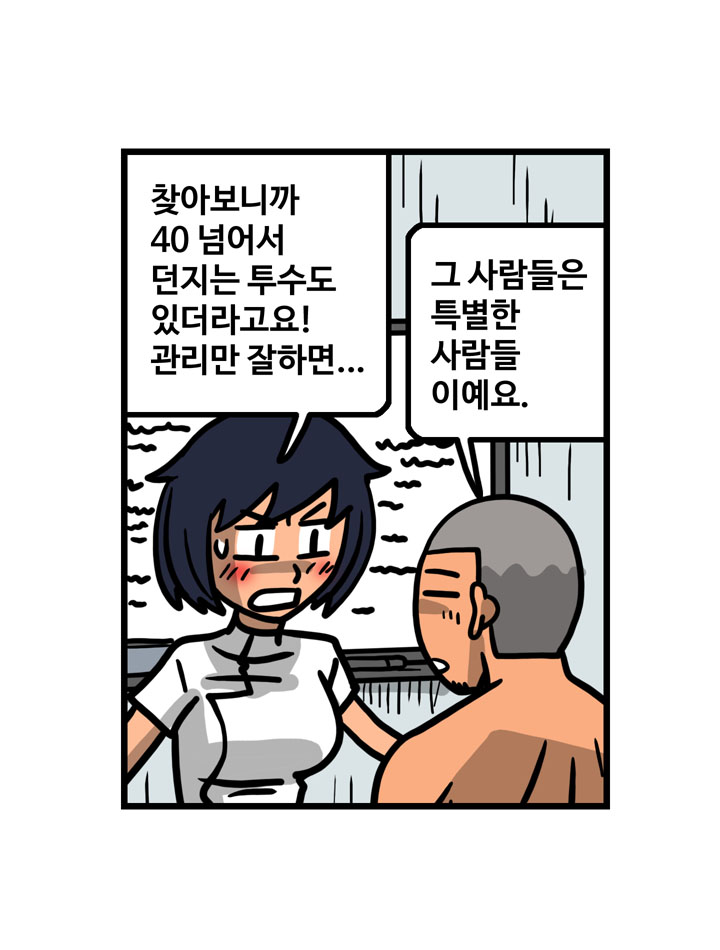 찾아보니까
40 넘어서
던지는 투수도
있더라고요!
관리만 잘하면...
그 사람들은
특별한
사람들
이예요.